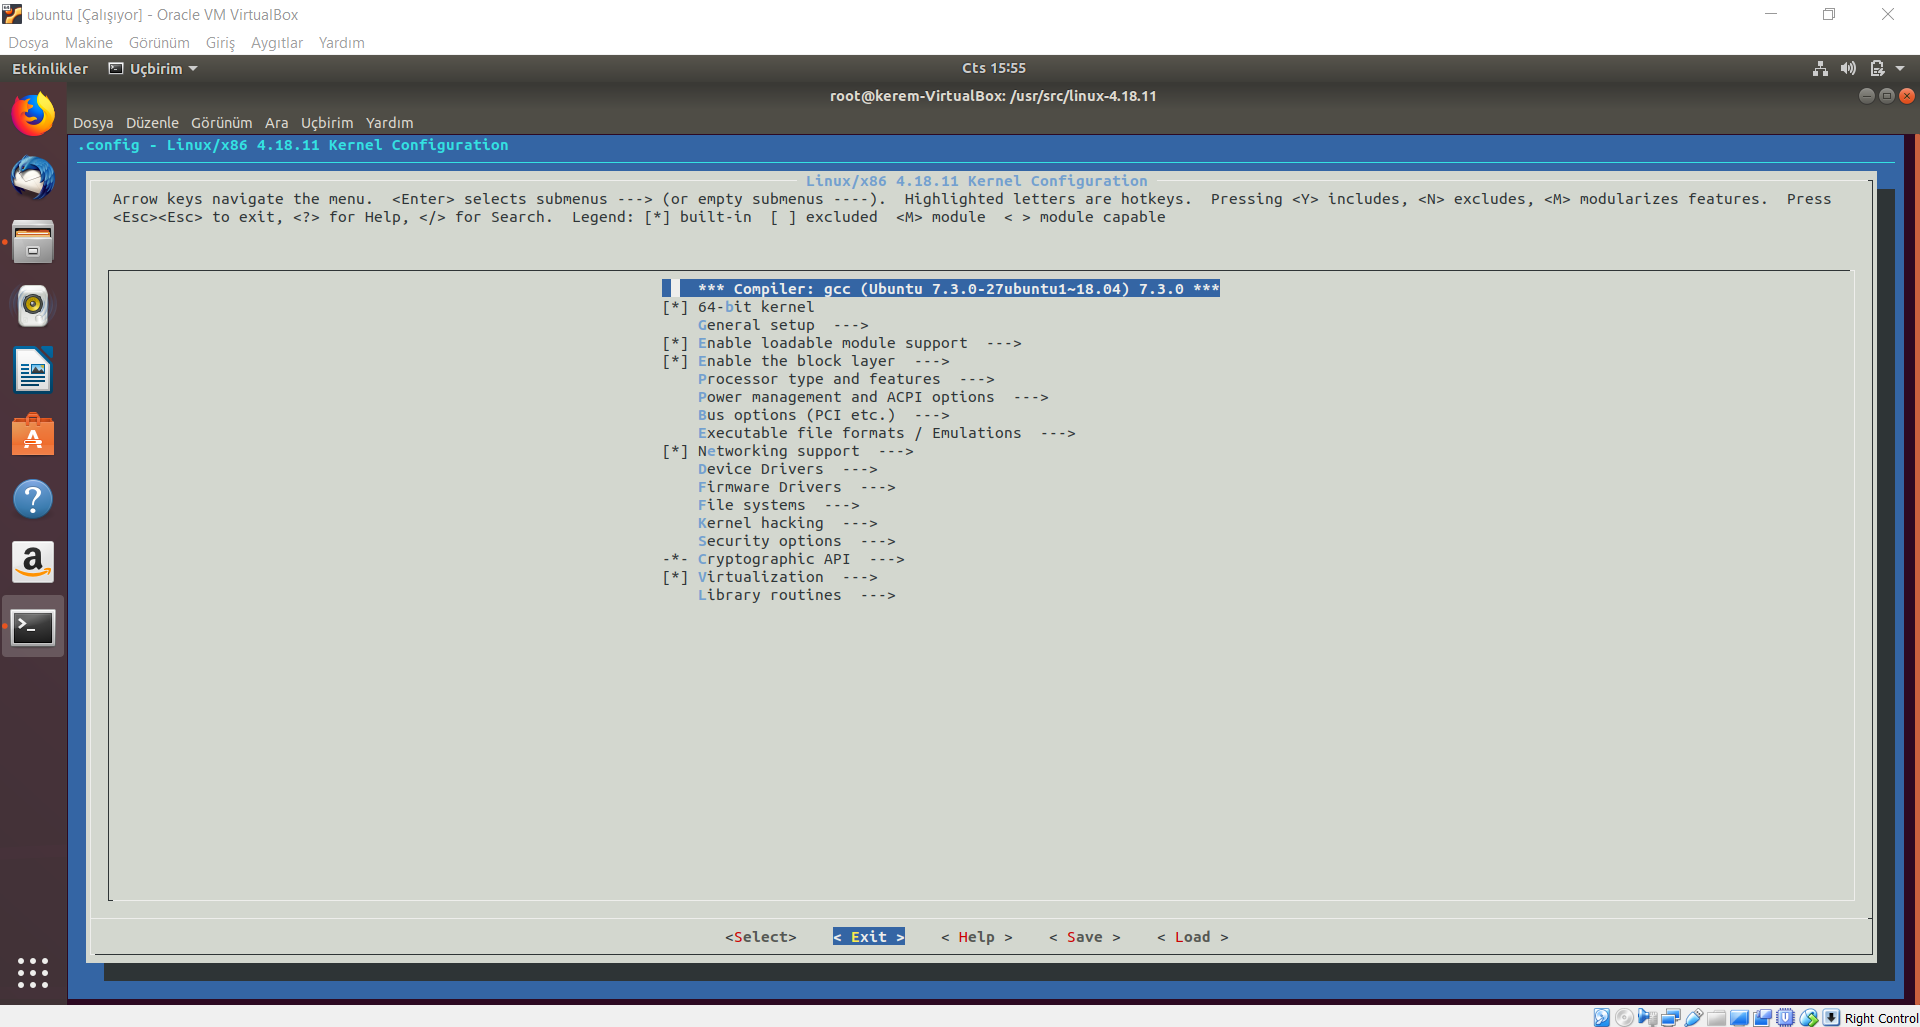 ubuntu [Çalışıyor] - Oracle VM VirtualBox
Dosya Makine Görünüm Giriş Aygıtlar Yardım
Etkinlikler Uçbirim Cts 15:55
root@kerem-VirtualBox: /usr/src/linux-4.18.11
Dosya Düzenle Görünüm Ara Uçbirim Yardım
.config - Linux/x86 4.18.11 Kernel Configuration
Linux/x86 4.18.11 Kernel Configuration
Arrow keys navigate the menu.  <Enter> selects submenus ---> (or empty submenus ----).  Highlighted letters are hotkeys.  Pressing <Y> includes, <N> excludes, <M> modularizes features.  Press
<Esc><Esc> to exit, <?> for Help, </> for Search.  Legend: [*] built-in  [ ] excluded  <M> module  < > module capable
*** Compiler: gcc (Ubuntu 7.3.0-27ubuntu1~18.04) 7.3.0 ***
[*] 64-bit kernel
General setup  --->
[*] Enable loadable module support  --->
[*] Enable the block layer  --->
Processor type and features  --->
Power management and ACPI options  --->
Bus options (PCI etc.)  --->
Executable file formats / Emulations  --->
[*] Networking support  --->
Device Drivers  --->
Firmware Drivers  --->
File systems  --->
Kernel hacking  --->
Security options  --->
-*- Cryptographic API  --->
[*] Virtualization  --->
Library routines  --->
<Select>    < Exit >    < Help >    < Save >    < Load >
Right Control